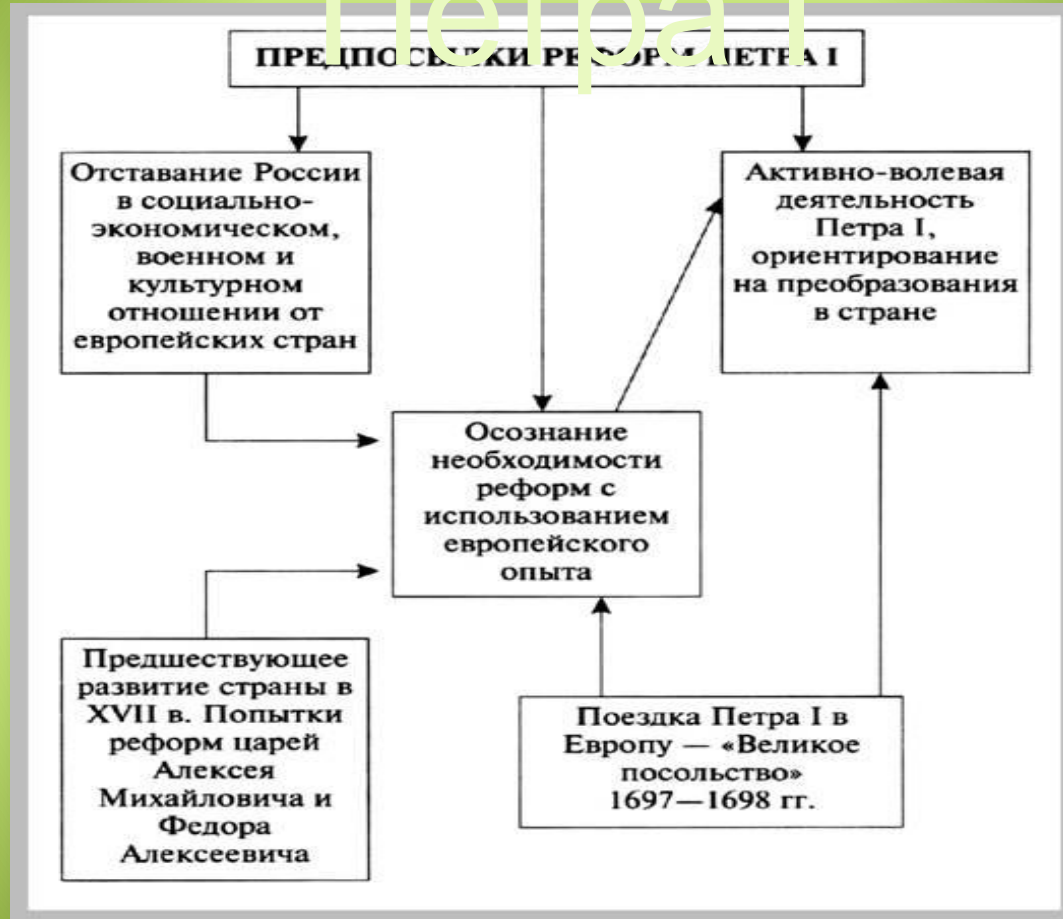 Петра I
ПРЕДПОСЫЛКИ РЕФОРМ ПЕТРА I
Отставание России
в социально-
экономическом,
военном и
культурном
отношении от
европейских стран
Активно-волевая
деятельность
Петра I,
ориентирование
на преобразования
в стране
Осознание
необходимости
реформ с
использованием
европейского
опыта
Предшествующее
развитие страны в
XVII в. Попытки
реформ царей
Алексея
Михайловича и
Федора
Алексеевича
Поездка Петра I в
Европу — «Великое
посольство»
1697—1698 гг.